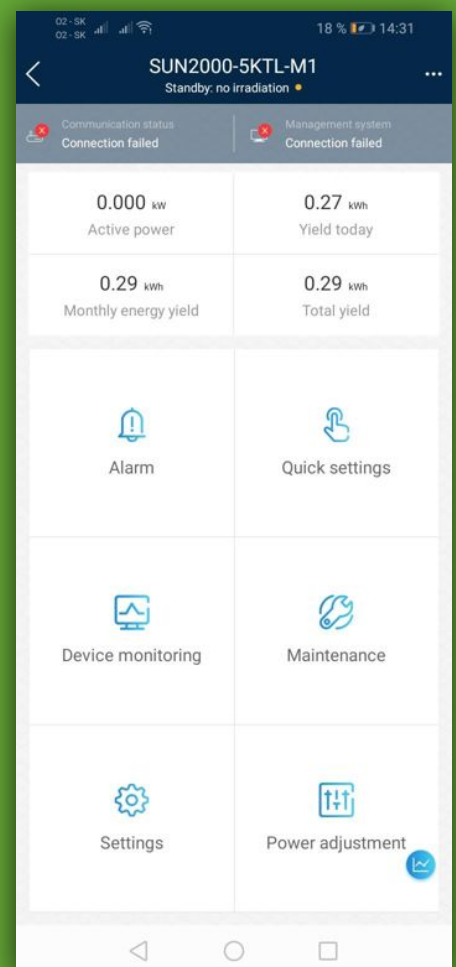 02 - SK
02 - SK
18 % 14:31
SUN2000-5KTL-M1
Standby: no irradiation
Communication status
Connection failed
Management system
Connection failed
0.000 kW
Active power
0.27 kWh
Yield today
0.29 kWh
Monthly energy yield
0.29 kWh
Total yield
Alarm
Quick settings
Device monitoring
Maintenance
Settings
Power adjustment